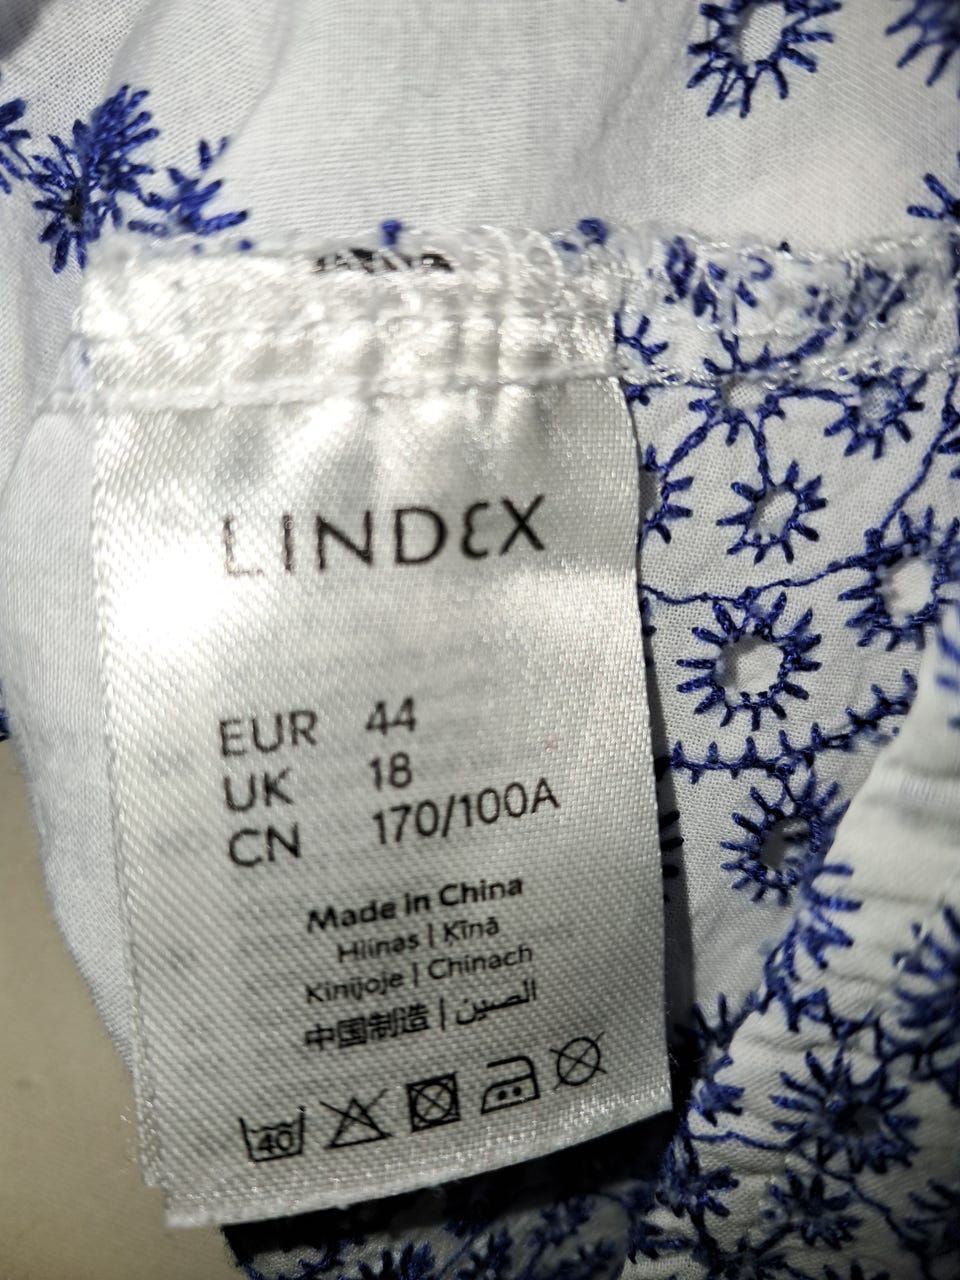 LINDEX
EUR 44
UK 18
CN 170/100A
Made in China
Hiinas | Ķīnā
Kinijoje | Chinach
中国制造 | الصين
40